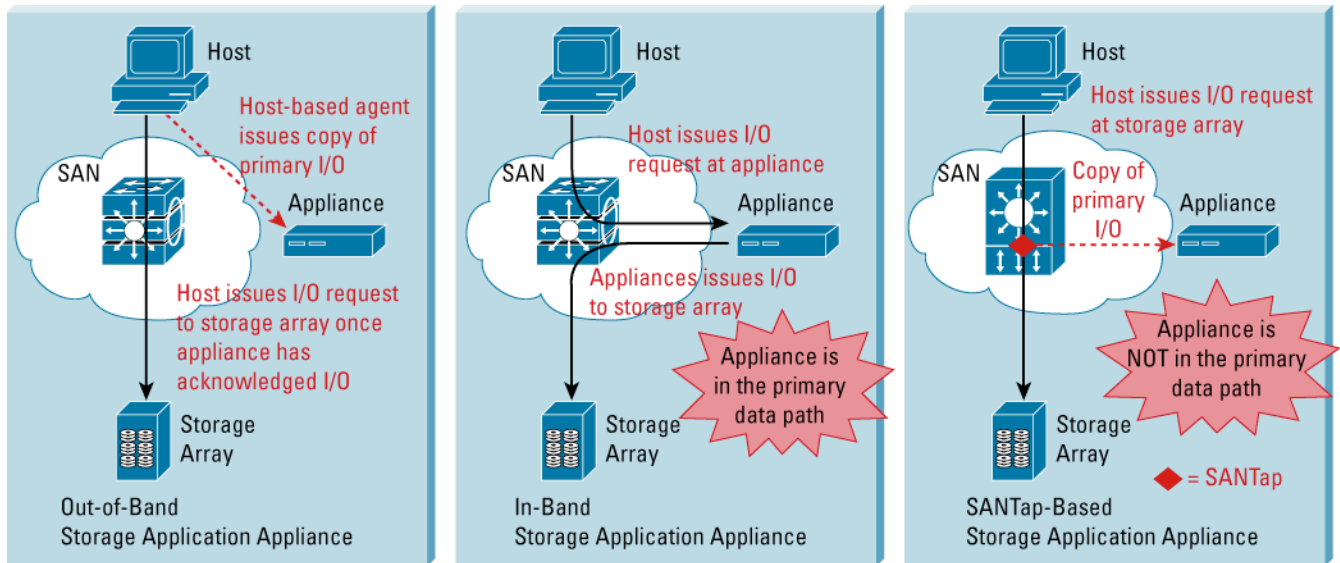 Host
Host-based agent
issues copy of
primary I/O
SAN
Appliance
Host issues I/O request
to storage array once
appliance has
acknowledged I/O
Storage
Array
Out-of-Band
Storage Application Appliance
Host
Host issues I/O
request at appliance
SAN
Appliance
Appliances issues I/O
to storage array
Appliance is
in the primary
data path
Storage
Array
In-Band
Storage Application Appliance
Host
Host issues I/O request
at storage array
SAN
Copy of
primary
I/O
Appliance
Appliance is
NOT in the primary
data path
Storage
Array
= SANTap
SANTap-Based
Storage Application Appliance